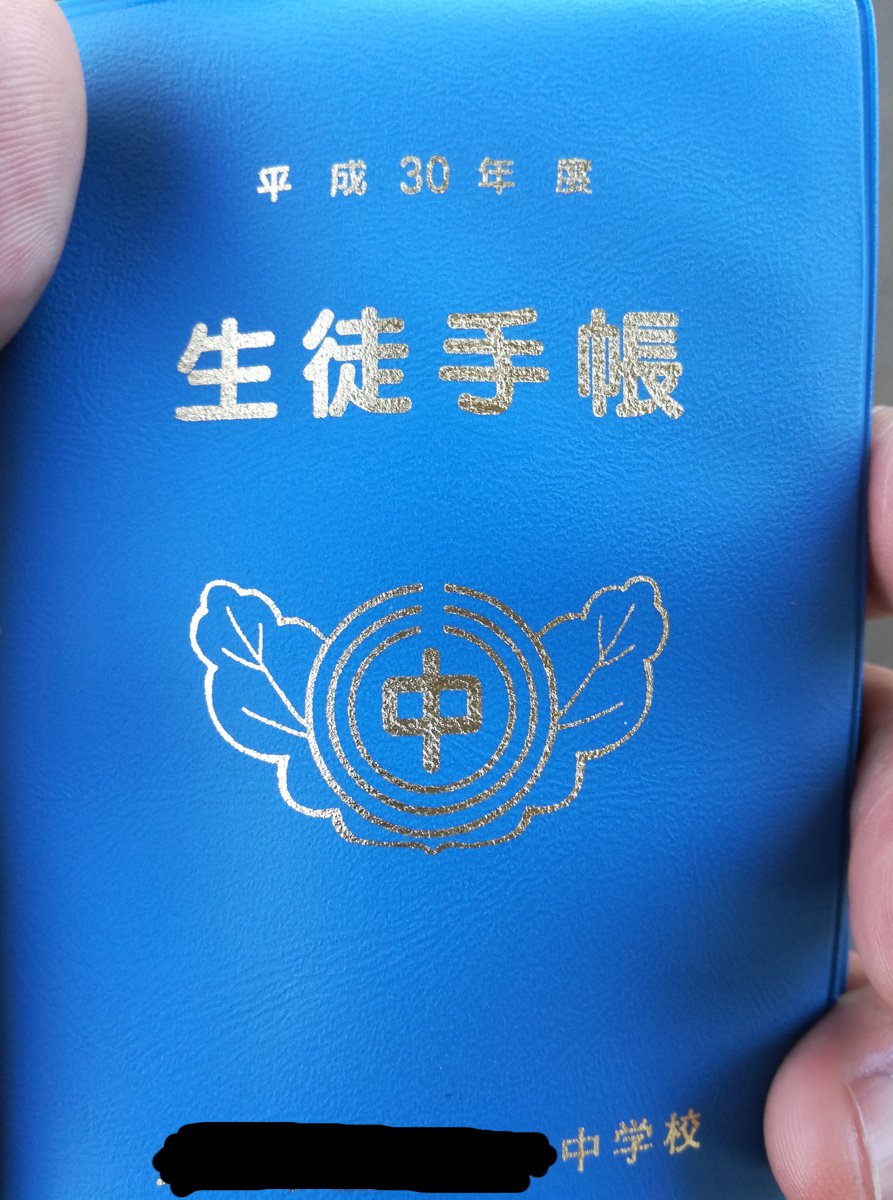 平成30年度
生徒手帳
中
中学校